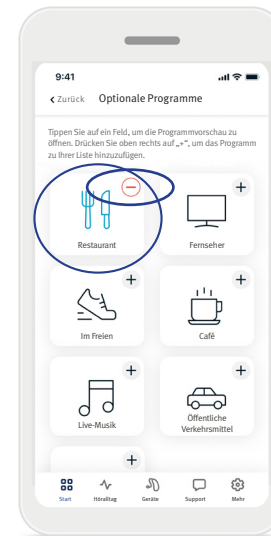 9:41
Zurück Optionale Programme
Tippen Sie auf ein Feld, um die Programmvorschau zu
öffnen. Drücken Sie oben rechts auf „+“, um das Programm
zu Ihrer Liste hinzuzufügen.
Restaurant Fernseher
Im Freien Café
Live-Musik Öffentliche
Verkehrsmittel
Start Höralltag Geräte Support Mehr